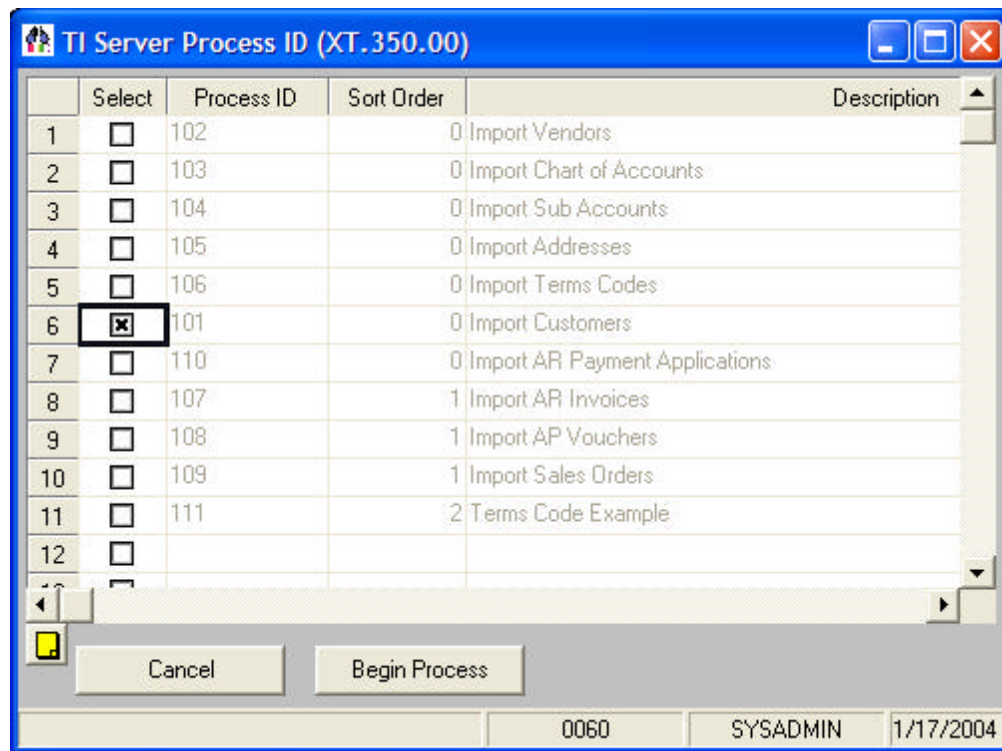 TI Server Process ID (XT.350.00)
Select Process ID Sort Order Description
1 102 0 Import Vendors
2 103 0 Import Chart of Accounts
3 104 0 Import Sub Accounts
4 105 0 Import Addresses
5 106 0 Import Terms Codes
6 101 0 Import Customers
7 110 0 Import AR Payment Applications
8 107 1 Import AR Invoices
9 108 1 Import AP Vouchers
10 109 1 Import Sales Orders
11 111 2 Terms Code Example
12
Cancel Begin Process
0060 SYSADMIN 1/17/2004